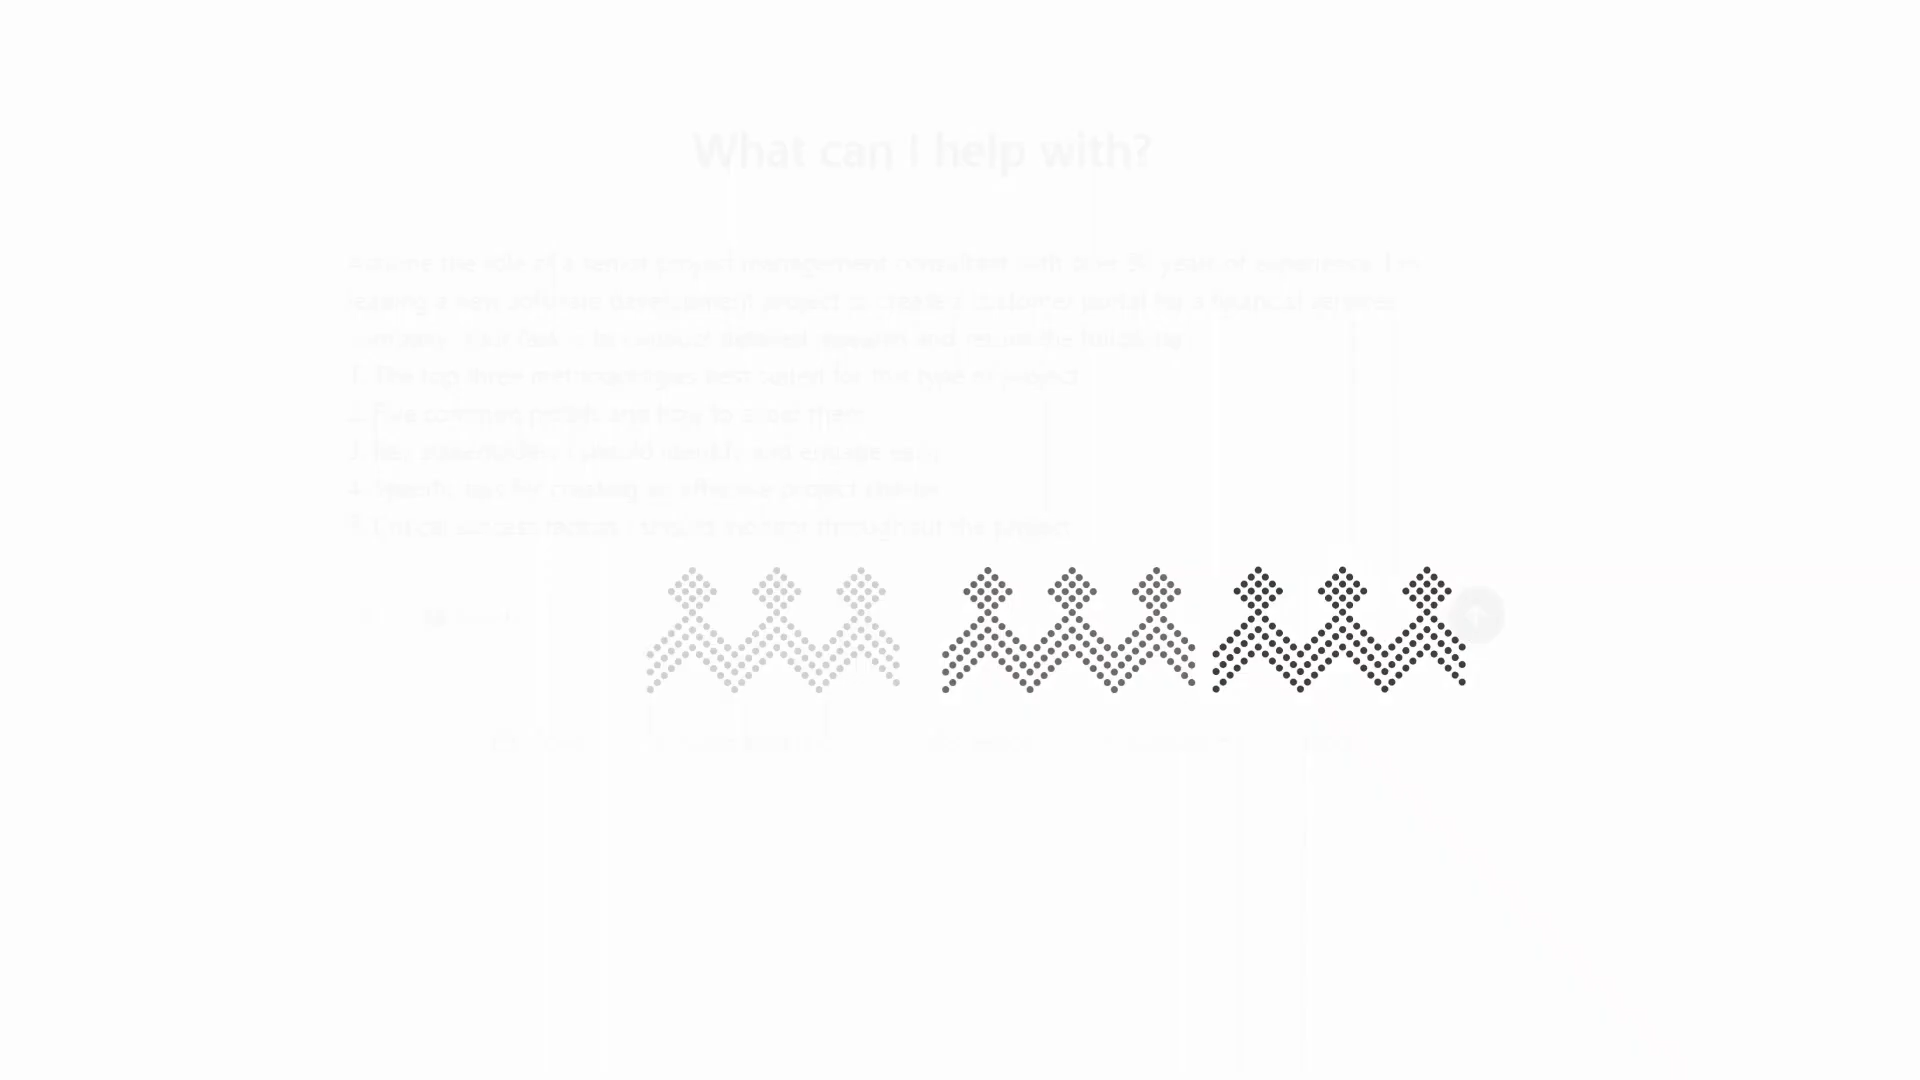 What can I help with?
Assume the role of a senior project management consultant with over 30 years of experience. I'm
leading a new software development project to create a customer portal for a financial services
company. Your task is to conduct detailed research and return the following
1. The top three methodologies best suited for this type of project
2. Five common pitfalls and how to avoid them
3. Key stakeholders I should identify and engage early
4. Specific tips for creating an effective project charter
5. Critical success factors I should monitor throughout the project